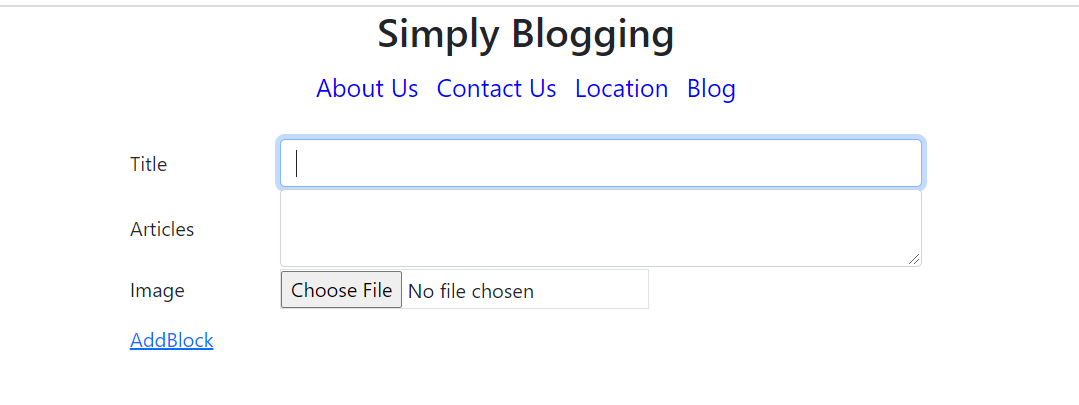 Simply Blogging
About Us Contact Us Location Blog
Title
Articles
Image Choose File No file chosen
AddBlock